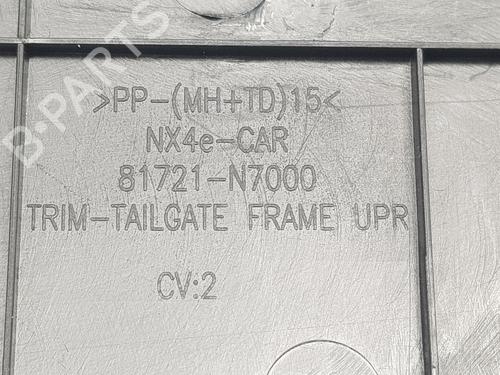 B-PARTS
>PP-(MH+TD)15<
NX4e-CAR
81721-N7000
TRIM-TAILGATE FRAME UPR
CV:2